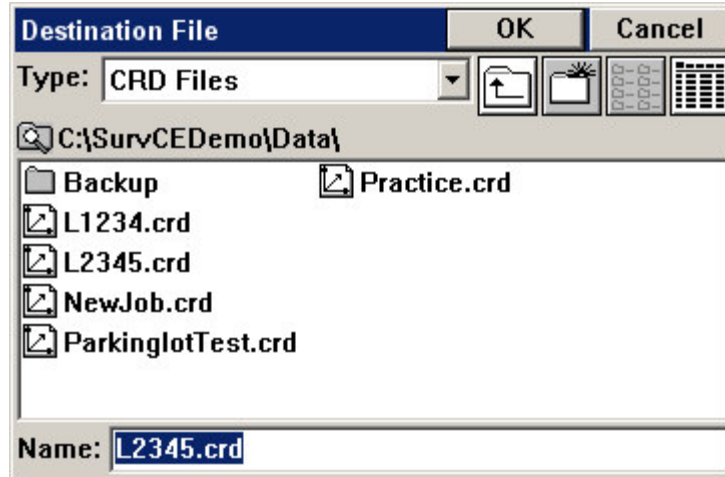 Destination File OK Cancel
Type: CRD Files
C:\SurvCEDemo\Data\
Backup Practice.crd
L1234.crd
L2345.crd
NewJob.crd
ParkinglotTest.crd
Name: L2345.crd